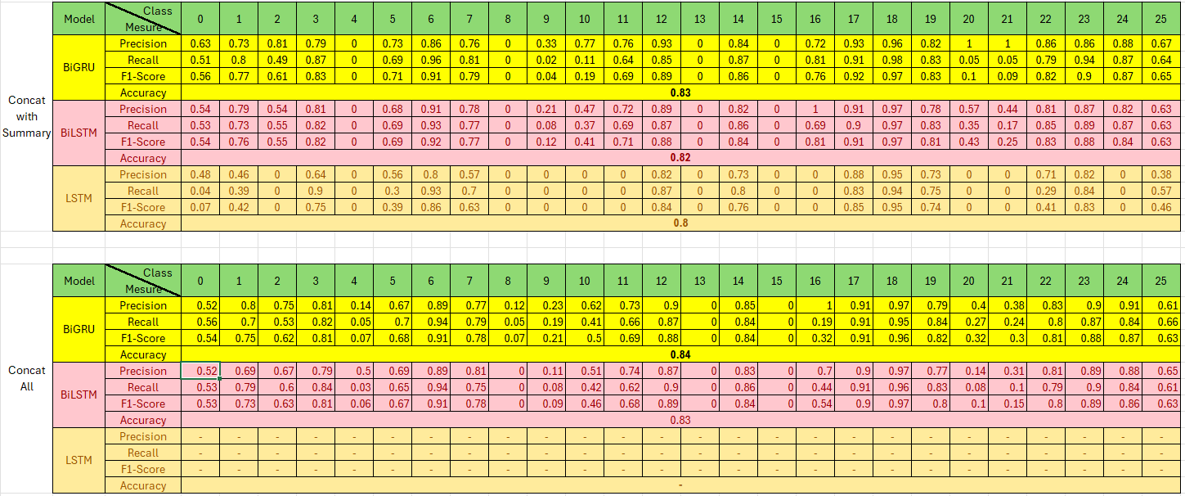 Model Class Mesure 0 1 2 3 4 5 6 7 8 9 10 11 12 13 14 15 16 17 18 19 20 21 22 23 24 25
Concat with Summary
BiGRU
Precision 0.63 0.73 0.81 0.79 0 0.73 0.86 0.76 0 0.33 0.77 0.76 0.93 0 0.84 0 0.72 0.93 0.96 0.82 1 1 0.86 0.86 0.88 0.67
Recall 0.51 0.8 0.49 0.87 0 0.69 0.96 0.81 0 0.02 0.11 0.64 0.85 0 0.87 0 0.81 0.91 0.98 0.83 0.05 0.05 0.79 0.94 0.87 0.64
F1-Score 0.56 0.77 0.61 0.83 0 0.71 0.91 0.79 0 0.04 0.19 0.69 0.89 0 0.86 0 0.76 0.92 0.97 0.83 0.1 0.09 0.82 0.9 0.87 0.65
Accuracy 0.83
BiLSTM
Precision 0.54 0.79 0.54 0.81 0 0.68 0.91 0.78 0 0.21 0.47 0.72 0.89 0 0.82 0 1 0.91 0.97 0.78 0.57 0.44 0.81 0.87 0.82 0.63
Recall 0.53 0.73 0.55 0.82 0 0.69 0.93 0.77 0 0.08 0.37 0.69 0.87 0 0.86 0 0.69 0.9 0.97 0.83 0.35 0.17 0.85 0.89 0.87 0.63
F1-Score 0.54 0.76 0.55 0.82 0 0.69 0.92 0.77 0 0.12 0.41 0.71 0.88 0 0.84 0 0.81 0.91 0.97 0.81 0.43 0.25 0.83 0.88 0.84 0.63
Accuracy 0.82
LSTM
Precision 0.48 0.46 0 0.64 0 0.56 0.8 0.57 0 0 0 0 0.82 0 0.73 0 0 0.88 0.95 0.73 0 0 0.71 0.82 0 0.38
Recall 0.04 0.39 0 0.9 0 0.3 0.93 0.7 0 0 0 0 0.87 0 0.8 0 0 0.83 0.94 0.75 0 0 0.29 0.84 0 0.57
F1-Score 0.07 0.42 0 0.75 0 0.39 0.86 0.63 0 0 0 0 0.84 0 0.76 0 0 0.85 0.95 0.74 0 0 0.41 0.83 0 0.46
Accuracy 0.8
Model Class Mesure 0 1 2 3 4 5 6 7 8 9 10 11 12 13 14 15 16 17 18 19 20 21 22 23 24 25
Concat All
BiGRU
Precision 0.52 0.8 0.75 0.81 0.14 0.67 0.89 0.77 0.12 0.23 0.62 0.73 0.9 0 0.85 0 1 0.91 0.97 0.79 0.4 0.38 0.83 0.9 0.91 0.61
Recall 0.56 0.7 0.53 0.82 0.05 0.7 0.94 0.79 0.05 0.19 0.41 0.66 0.87 0 0.84 0 0.19 0.91 0.95 0.84 0.27 0.24 0.8 0.87 0.84 0.66
F1-Score 0.54 0.75 0.62 0.81 0.07 0.68 0.91 0.78 0.07 0.21 0.5 0.69 0.88 0 0.84 0 0.32 0.91 0.96 0.82 0.32 0.3 0.81 0.88 0.87 0.63
Accuracy 0.84
BiLSTM
Precision 0.52 0.69 0.67 0.79 0.5 0.69 0.89 0.81 0 0.11 0.51 0.74 0.87 0 0.83 0 0.7 0.9 0.97 0.77 0.14 0.31 0.81 0.89 0.88 0.65
Recall 0.53 0.79 0.6 0.84 0.03 0.65 0.94 0.75 0 0.08 0.42 0.62 0.9 0 0.86 0 0.44 0.91 0.96 0.83 0.08 0.1 0.79 0.9 0.84 0.61
F1-Score 0.53 0.73 0.63 0.81 0.06 0.67 0.91 0.78 0 0.09 0.46 0.68 0.89 0 0.84 0 0.54 0.9 0.97 0.8 0.1 0.15 0.8 0.89 0.86 0.63
Accuracy 0.83
LSTM
Precision - - - - - - - - - - - - - - - - - - - - - - - - - -
Recall - - - - - - - - - - - - - - - - - - - - - - - - - -
F1-Score - - - - - - - - - - - - - - - - - - - - - - - - - -
Accuracy -